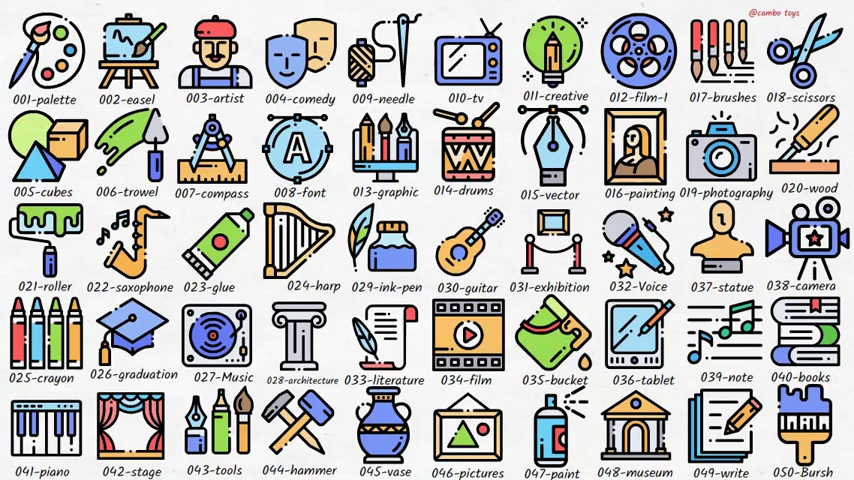 @cambo toys
001-palette
002-easel
003-artist
004-comedy
009-needle
010-tv
011-creative
012-film-1
017-brushes
018-scissors
A
005-cubes
006-trowel
007-compass
008-font
013-graphic
014-drums
015-vector
016-painting
019-photography
020-wood
021-roller
022-saxophone
023-glue
024-harp
029-ink-pen
030-guitar
031-exhibition
032-Voice
037-statue
038-camera
025-crayon
026-graduation
027-Music
028-architecture
033-literature
034-film
035-bucket
036-tablet
039-note
040-books
041-piano
042-stage
043-tools
044-hammer
045-vase
046-pictures
047-paint
048-museum
049-write
050-Bursh